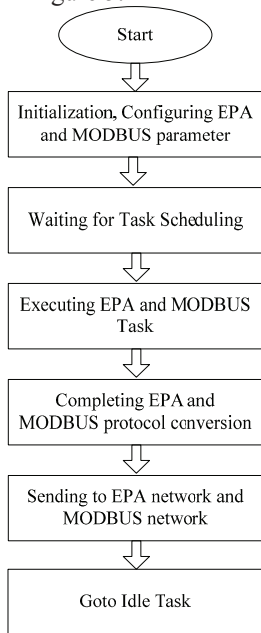 Start
Initialization, Configuring EPA
and MODBUS parameter
Waiting for Task Scheduling
Executing EPA and MODBUS
Task
Completing EPA and
MODBUS protocol conversion
Sending to EPA network and
MODBUS network
Goto Idle Task